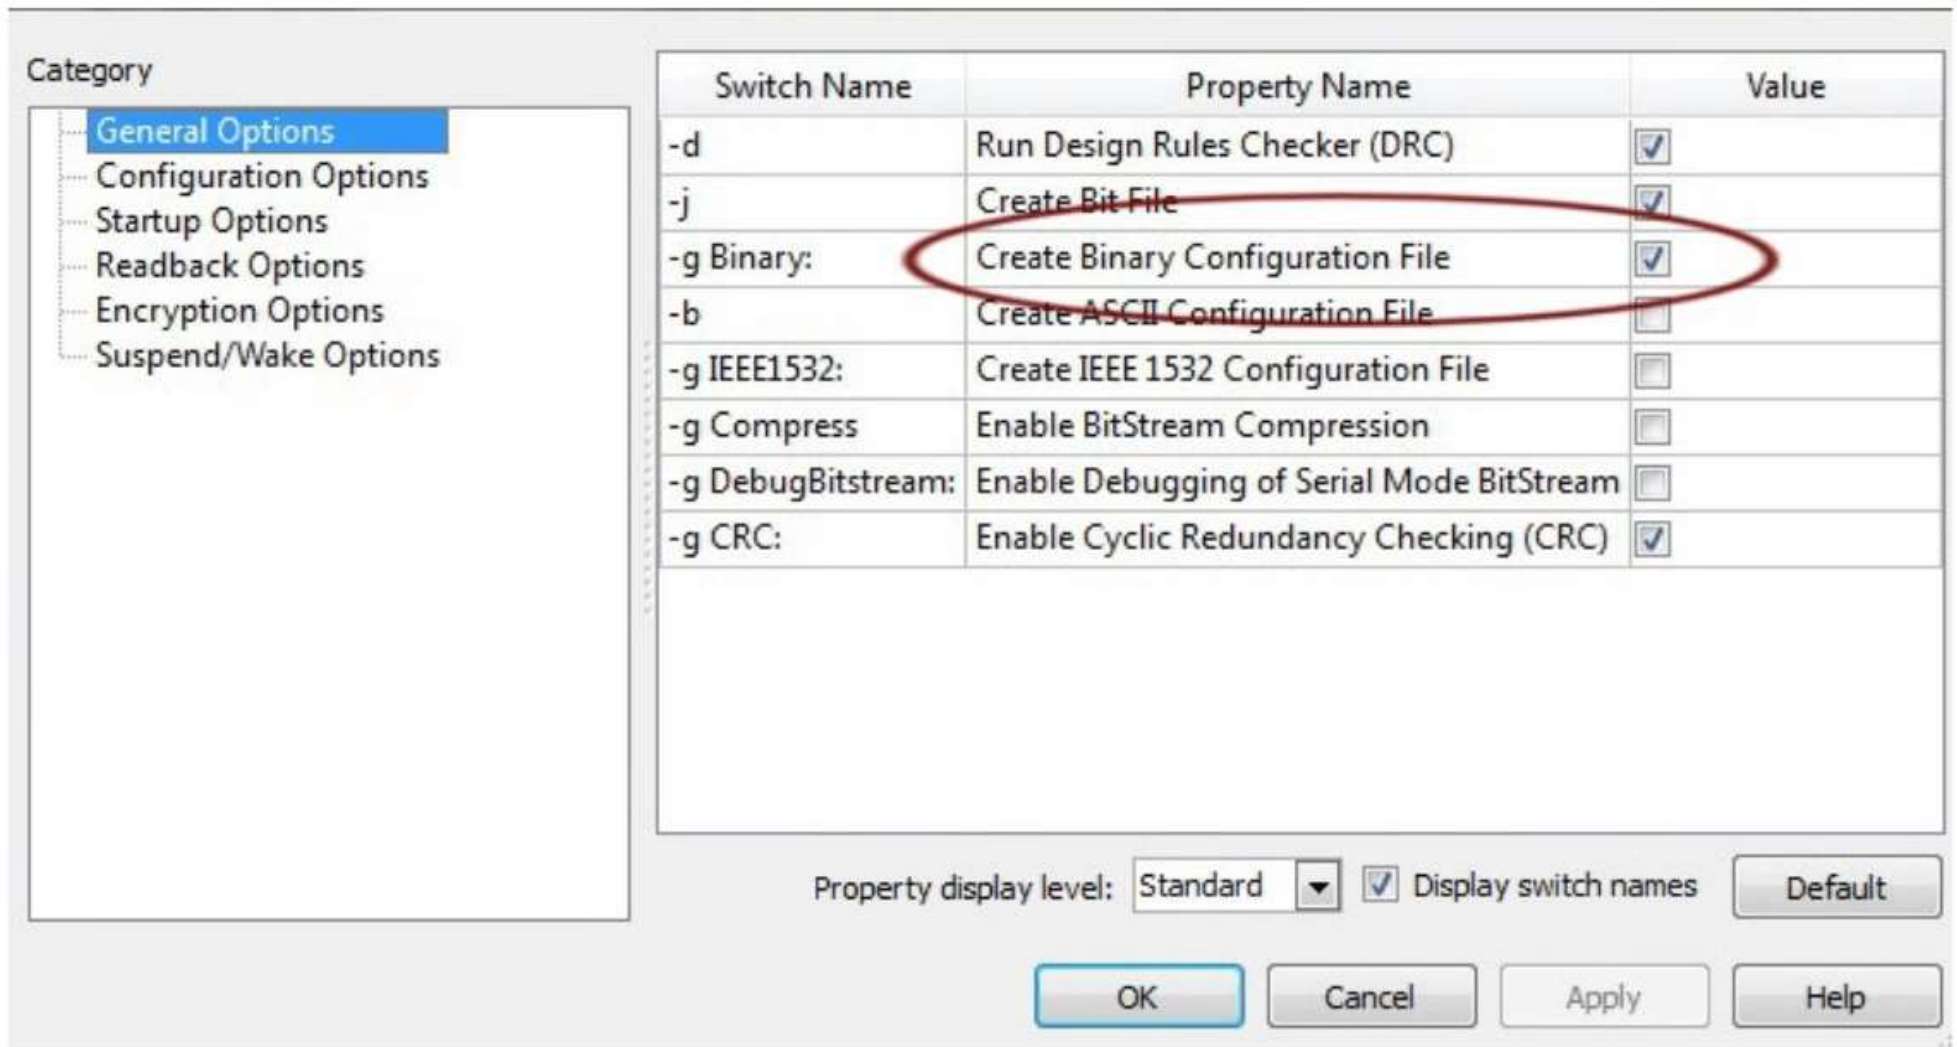 Category
General Options
Configuration Options
Startup Options
Readback Options
Encryption Options
Suspend/Wake Options
Switch Name Property Name Value
-d Run Design Rules Checker (DRC)
-j Create Bit File
-g Binary: Create Binary Configuration File
-b Create ASCII Configuration File
-g IEEE1532: Create IEEE 1532 Configuration File
-g Compress Enable BitStream Compression
-g DebugBitstream: Enable Debugging of Serial Mode BitStream
-g CRC: Enable Cyclic Redundancy Checking (CRC)
Property display level: Standard Display switch names Default
OK Cancel Apply Help